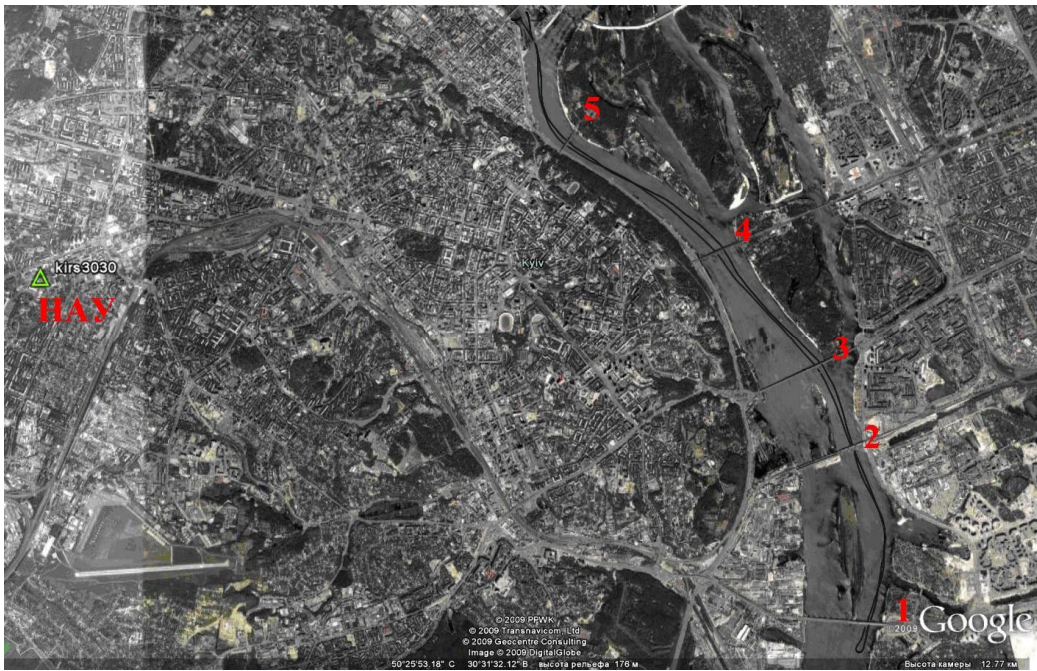 5
4
kirs3030
НАУ
Kyiv
3
2
1
2009 Google
© 2009 PPWK
© 2009 Transnavicom, Ltd
© 2009 Geocentre Consulting
Image © 2009 DigitalGlobe
50°25'53.18" С 30°31'32.12" В высота рельефа 176 м Высота камеры 12.77 км